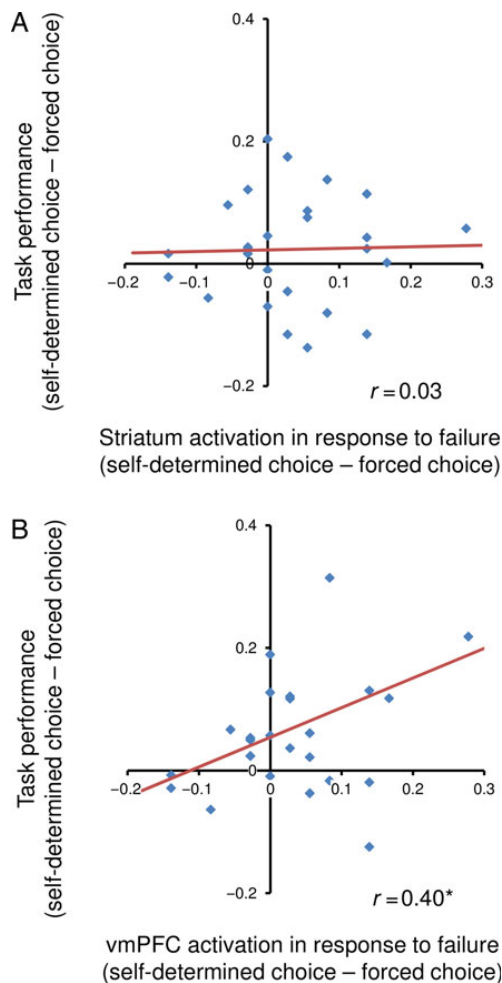 A
Task performance
(self-determined choice – forced choice)
0.4
0.2
0
−0.2
−0.2
−0.1
0
0.1
0.2
0.3
r = 0.03
Striatum activation in response to failure
(self-determined choice – forced choice)
B
Task performance
(self-determined choice – forced choice)
0.4
0.2
0
−0.2
−0.2
−0.1
0
0.1
0.2
0.3
r = 0.40*
vmPFC activation in response to failure
(self-determined choice – forced choice)